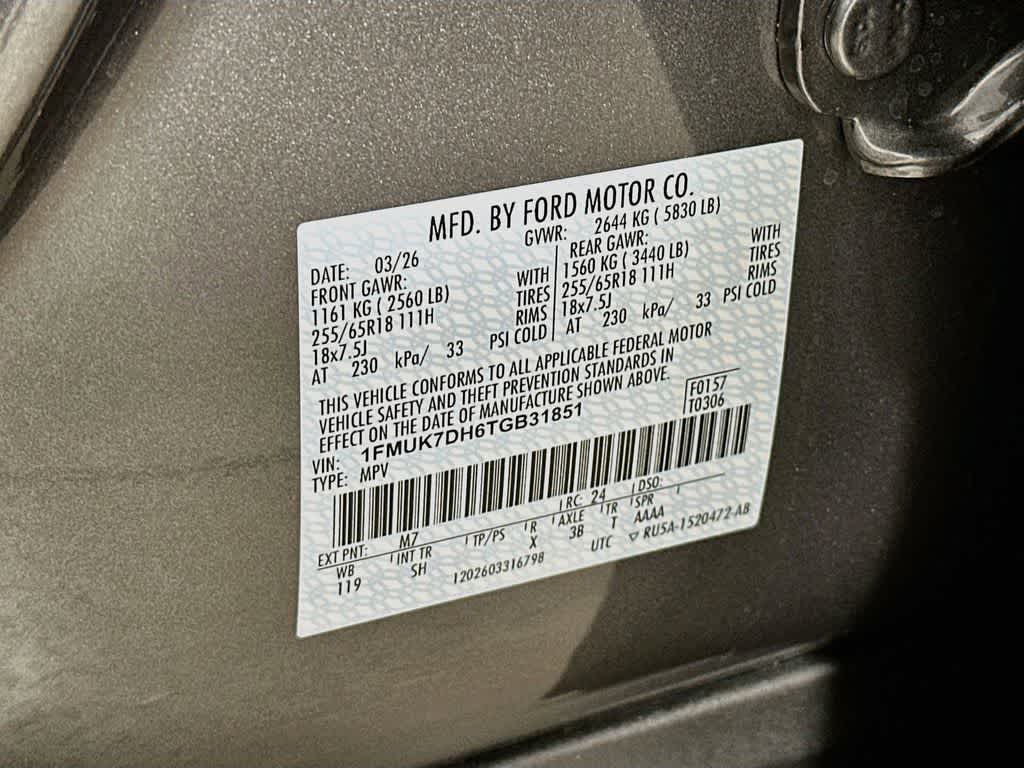 MFD. BY FORD MOTOR CO.
DATE: 03/26 GVWR: 2644 KG ( 5830 LB)
FRONT GAWR: REAR GAWR:
1161 KG ( 2560 LB) WITH 1560 KG ( 3440 LB) WITH
255/65R18 111H TIRES 255/65R18 111H TIRES
18x7.5J RIMS 18x7.5J RIMS
AT 230 kPa/ 33 PSI COLD AT 230 kPa/ 33 PSI COLD
THIS VEHICLE CONFORMS TO ALL APPLICABLE FEDERAL MOTOR
VEHICLE SAFETY AND THEFT PREVENTION STANDARDS IN
EFFECT ON THE DATE OF MANUFACTURE SHOWN ABOVE.
VIN: 1FMUK7DH6TGB31851 F0157
TYPE: MPV T0306
EXT PNT: M7 RC: 24 DSO:
WB INT TR TP/PS R AXLE TR SPR
119 SH X 3B T AAAA
1202603316798 UTC ▽ RU5A-1520472-AB